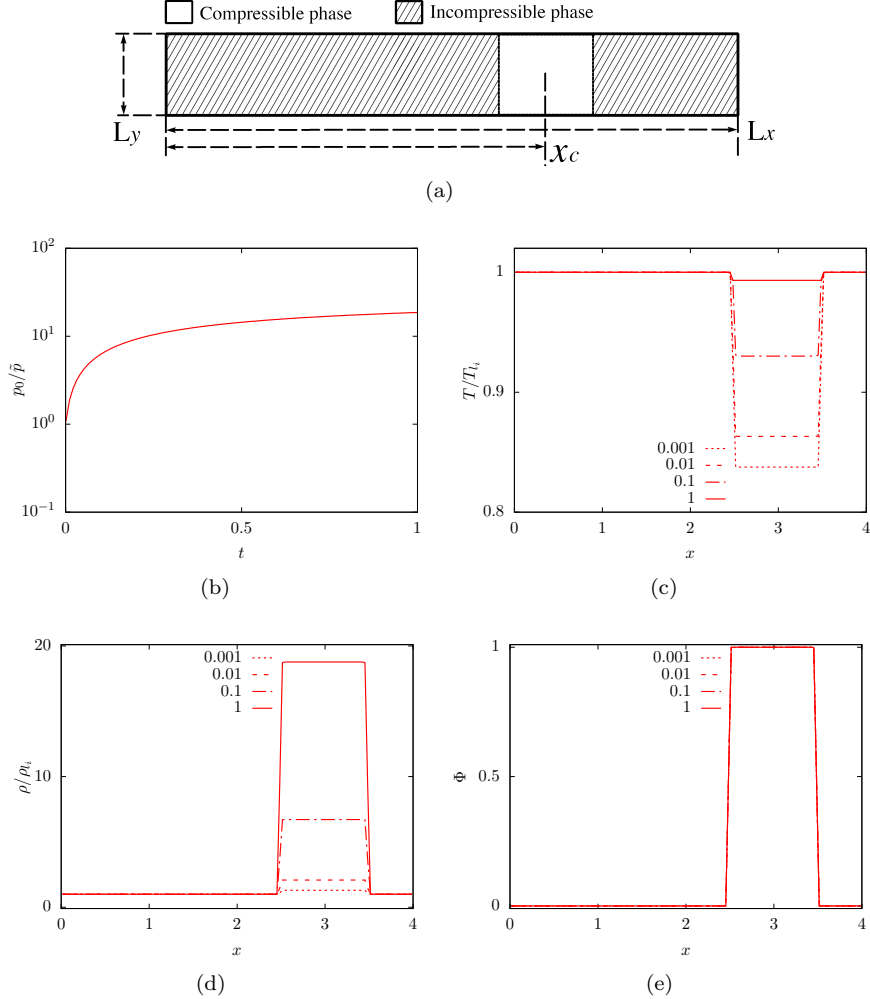 Compressible phase
Incompressible phase
Ly
Lx
xc
(a)
10^2
10^1
10^0
10^−1
p0/p̃
0
0.5
1
t
(b)
1
0.9
0.8
T/Tli
0.001
0.01
0.1
1
0
1
2
3
4
x
(c)
20
10
0
ρ/ρli
0.001
0.01
0.1
1
0
1
2
3
4
x
(d)
1
0.5
0
Φ
0.001
0.01
0.1
1
0
1
2
3
4
x
(e)